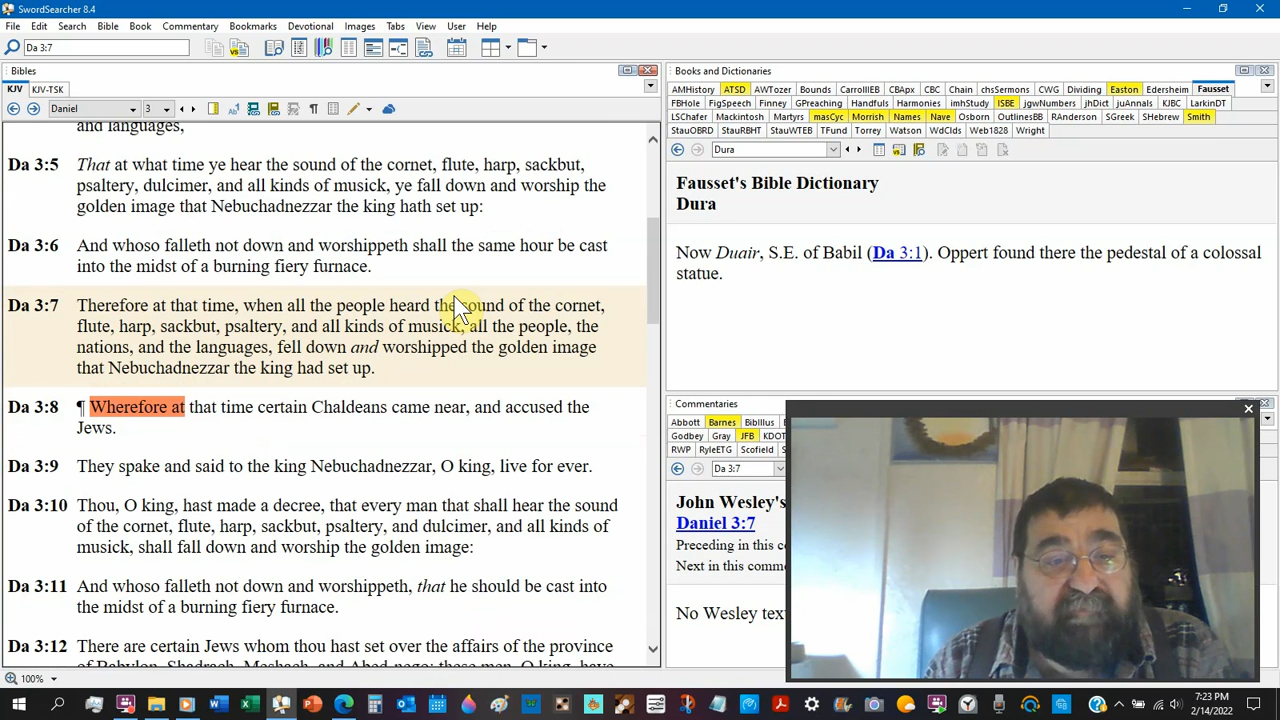 SwordSearcher 8.4
File Edit Search Bible Book Commentary Bookmarks Devotional Images Tabs View User Help
Da 3:7
Bibles
KJV KJV-TSK
Daniel 3
and languages,
Da 3:5 That at what time ye hear the sound of the cornet, flute, harp, sackbut,
psaltery, dulcimer, and all kinds of musick, ye fall down and worship the
golden image that Nebuchadnezzar the king hath set up:
Da 3:6 And whoso falleth not down and worshippeth shall the same hour be cast
into the midst of a burning fiery furnace.
Da 3:7 Therefore at that time, when all the people heard the sound of the cornet,
flute, harp, sackbut, psaltery, and all kinds of musick, all the people, the
nations, and the languages, fell down and worshipped the golden image
that Nebuchadnezzar the king had set up.
Da 3:8 ¶ Wherefore at that time certain Chaldeans came near, and accused the
Jews.
Da 3:9 They spake and said to the king Nebuchadnezzar, O king, live for ever.
Da 3:10 Thou, O king, hast made a decree, that every man that shall hear the sound
of the cornet, flute, harp, sackbut, psaltery, and dulcimer, and all kinds of
musick, shall fall down and worship the golden image:
Da 3:11 And whoso falleth not down and worshippeth, that he should be cast into
the midst of a burning fiery furnace.
Da 3:12 There are certain Jews whom thou hast set over the affairs of the province
of Babylon, Shadrach, Meshach, and Abed-nego; these men, O king, have
100%
Books and Dictionaries
AMHistory ATSD AWTozer Bounds CarrollIEB CBApx CBC Chain chsSermons CWG Dividing Easton Edersheim Fausset
FBHole FigSpeech Finney GPreaching Handfuls Harmonies imhStudy ISBE jgwNumbers jhDict juAnnals KJBC LarkinDT
LSChafer Mackintosh Martyrs masCyc Morrish Names Nave Osborn OutlinesBB RAnderson SGreek SHebrew Smith
StauOBRD StauRBHT StauWTEB TFund Torrey Watson WdClds Web1828 Wright
Dura
Fausset's Bible Dictionary
Dura
Now Duair, S.E. of Babil (Da 3:1). Oppert found there the pedestal of a colossal
statue.
Commentaries
Abbott Barnes
Godbey Gray JFB
RWP RyleETG Scofield
Da 3:7
John Wesley's
Daniel 3:7
Preceding in this
Next in this
No Wesley
7:23 PM
2/14/2022